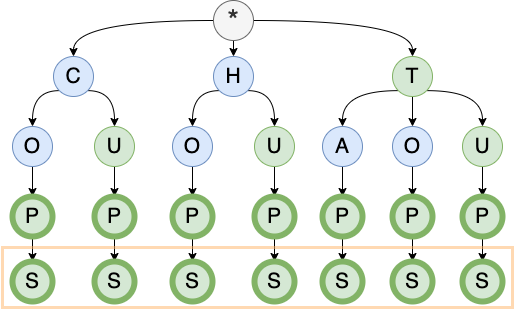 *
C H T
O U O U A O U
P P P P P P P
S S S S S S S